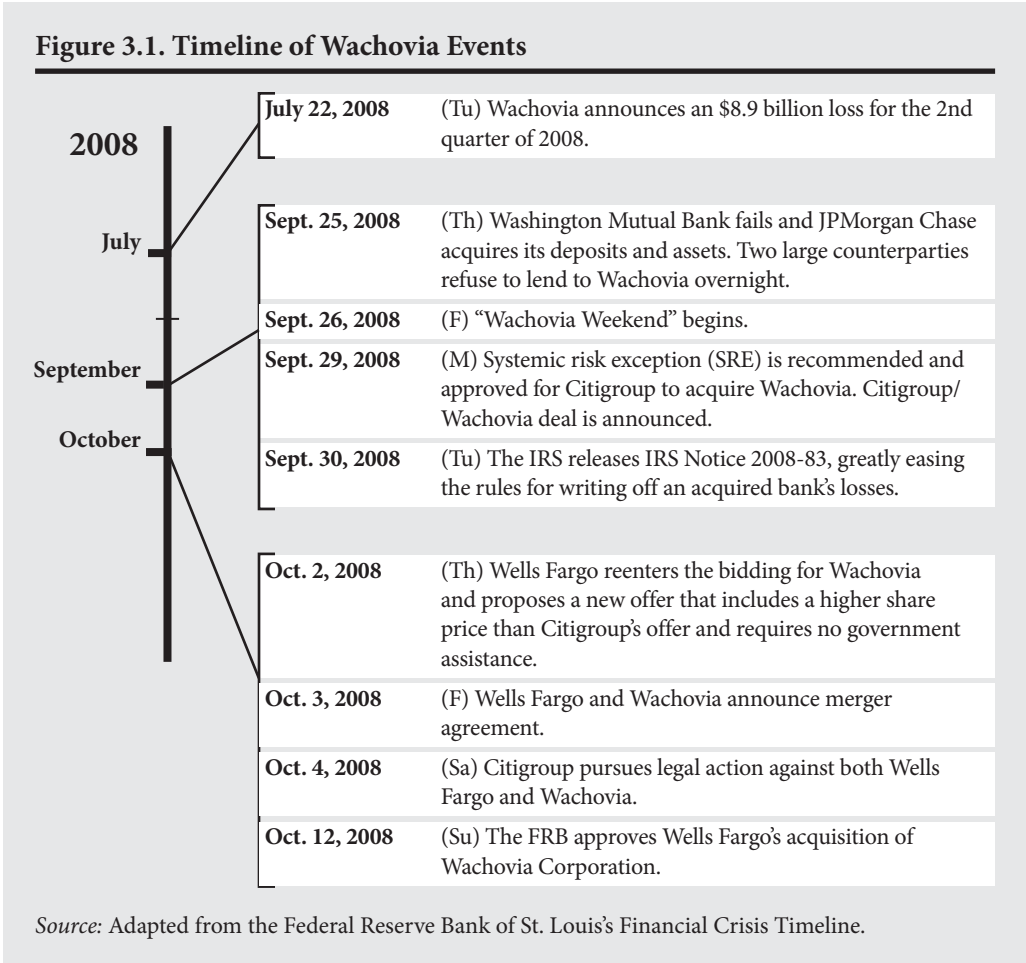 Figure 3.1. Timeline of Wachovia Events
2008
July
September
October
July 22, 2008 (Tu) Wachovia announces an $8.9 billion loss for the 2nd
quarter of 2008.
Sept. 25, 2008 (Th) Washington Mutual Bank fails and JPMorgan Chase
acquires its deposits and assets. Two large counterparties
refuse to lend to Wachovia overnight.
Sept. 26, 2008 (F) “Wachovia Weekend” begins.
Sept. 29, 2008 (M) Systemic risk exception (SRE) is recommended and
approved for Citigroup to acquire Wachovia. Citigroup/
Wachovia deal is announced.
Sept. 30, 2008 (Tu) The IRS releases IRS Notice 2008-83, greatly easing
the rules for writing off an acquired bank’s losses.
Oct. 2, 2008 (Th) Wells Fargo reenters the bidding for Wachovia
and proposes a new offer that includes a higher share
price than Citigroup’s offer and requires no government
assistance.
Oct. 3, 2008 (F) Wells Fargo and Wachovia announce merger
agreement.
Oct. 4, 2008 (Sa) Citigroup pursues legal action against both Wells
Fargo and Wachovia.
Oct. 12, 2008 (Su) The FRB approves Wells Fargo’s acquisition of
Wachovia Corporation.
Source: Adapted from the Federal Reserve Bank of St. Louis’s Financial Crisis Timeline.